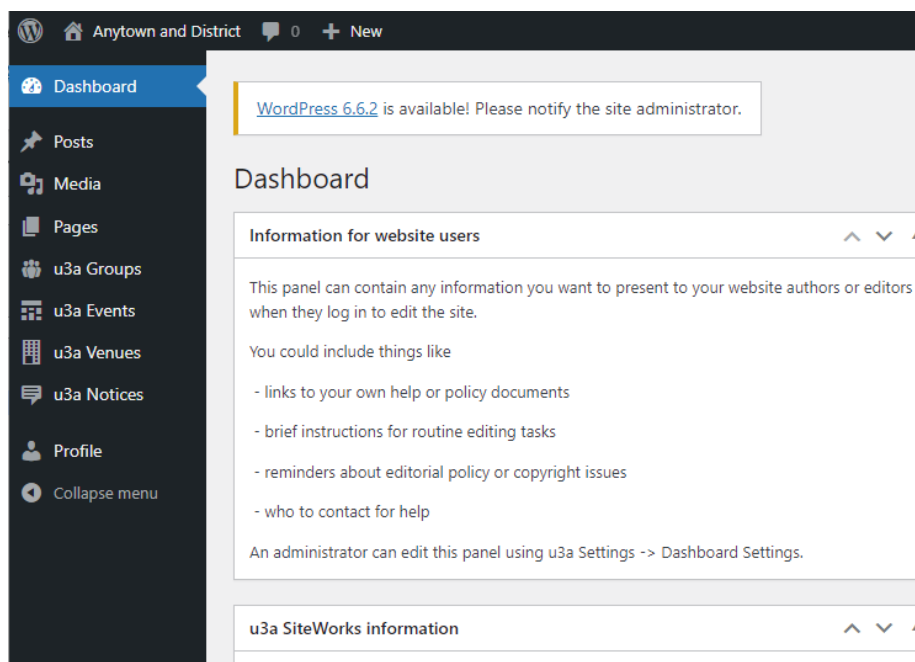 Anytown and District 0 New
Dashboard
Posts
Media
Pages
u3a Groups
u3a Events
u3a Venues
u3a Notices
Profile
Collapse menu
WordPress 6.6.2 is available! Please notify the site administrator.
Dashboard
Information for website users
This panel can contain any information you want to present to your website authors or editors
when they log in to edit the site.
You could include things like
- links to your own help or policy documents
- brief instructions for routine editing tasks
- reminders about editorial policy or copyright issues
- who to contact for help
An administrator can edit this panel using u3a Settings -> Dashboard Settings.
u3a SiteWorks information